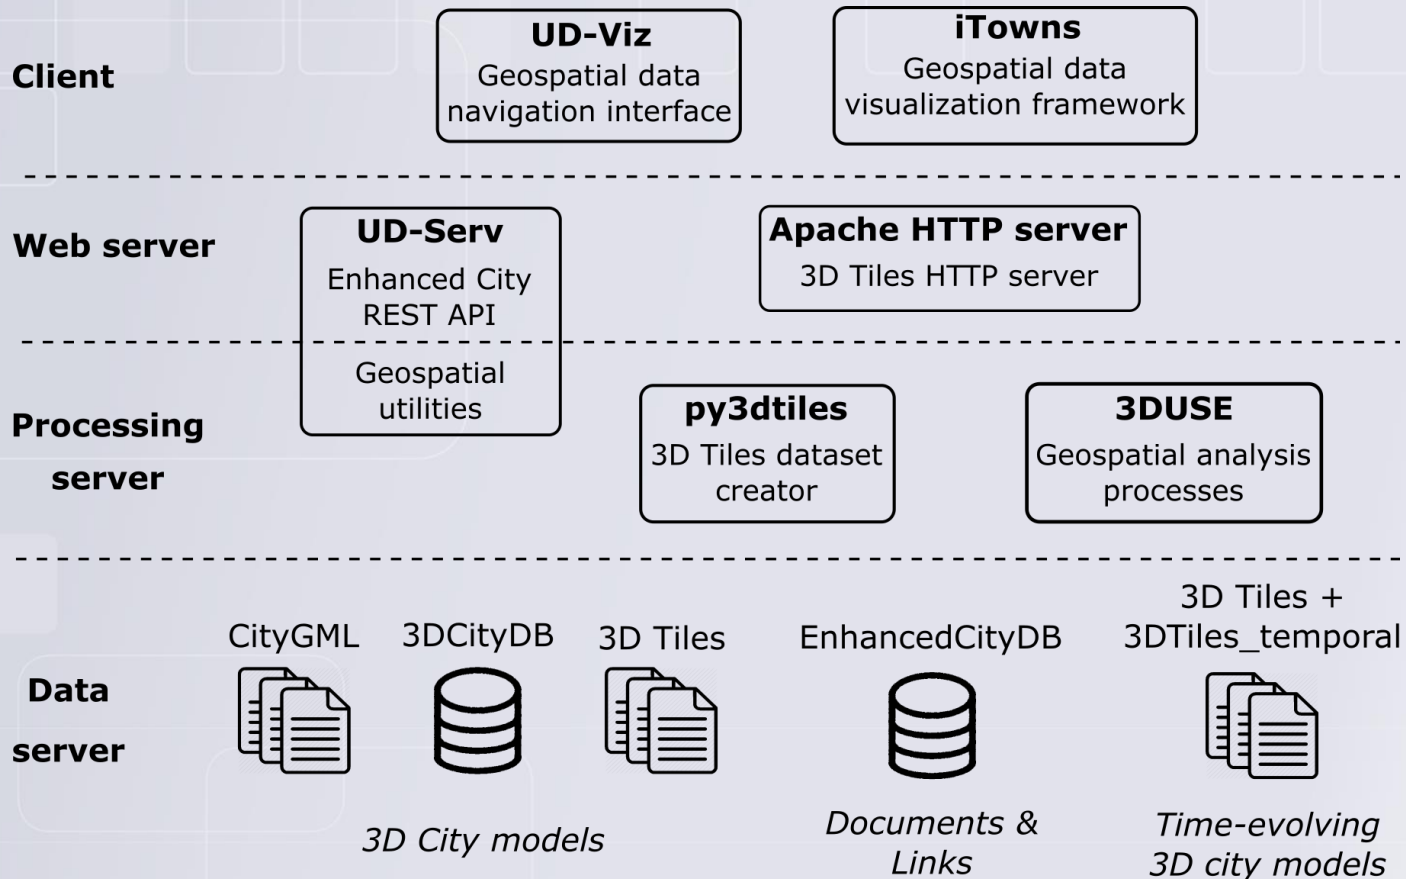 Client
UD-Viz
Geospatial data
navigation interface
iTowns
Geospatial data
visualization framework
Web server
UD-Serv
Enhanced City
REST API
Geospatial
utilities
Apache HTTP server
3D Tiles HTTP server
Processing
server
py3dtiles
3D Tiles dataset
creator
3DUSE
Geospatial analysis
processes
Data
server
CityGML
3DCityDB
3D Tiles
3D City models
EnhancedCityDB
Documents &
Links
3D Tiles +
3DTiles_temporal
Time-evolving
3D city models